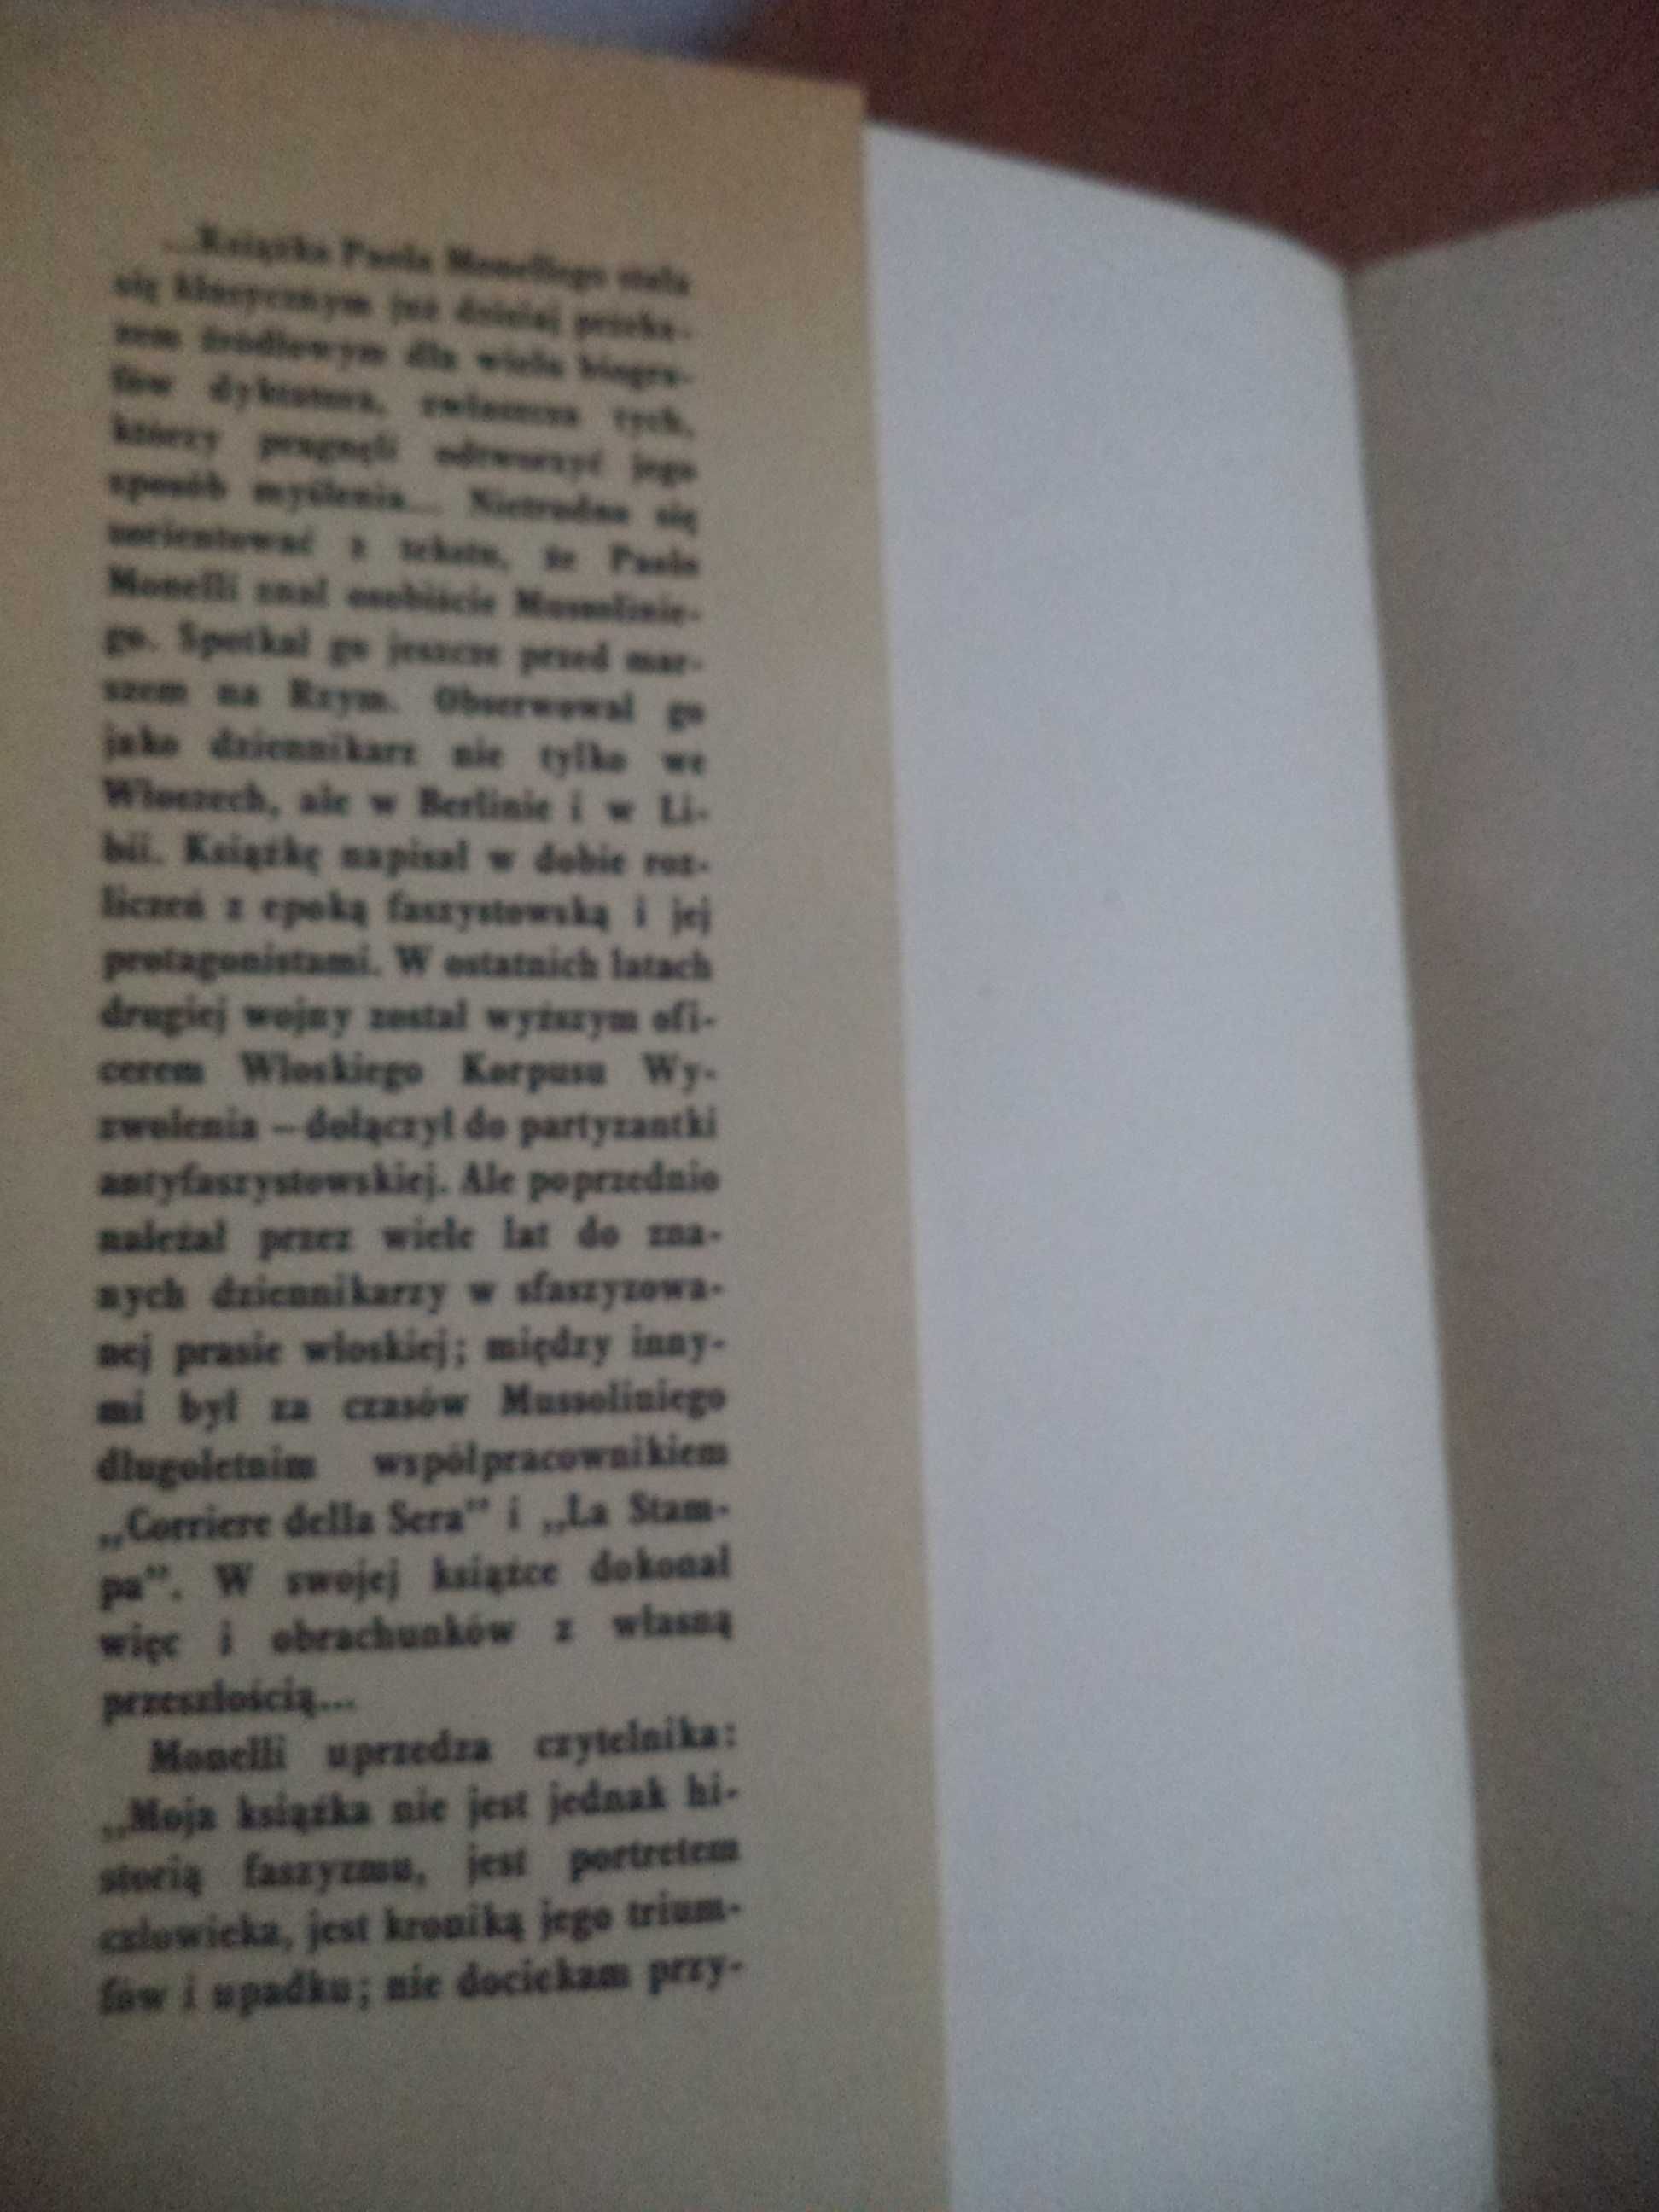 ...Książka Paola Monellego stała
się klasycznym już dzisiaj przeka-
zem źródłowym dla wielu biogra-
fów dyktatora, zwłaszcza tych,
którzy pragnęli odtworzyć jego
sposób myślenia... Nietrudno się
zorientować z tekstu, że Paolo
Monelli znał osobiście Mussolinie-
go. Spotkał go jeszcze przed mar-
szem na Rzym. Obserwował go
jako dziennikarz nie tylko we
Włoszech, ale w Berlinie i w Li-
bii. Książkę napisał w dobie roz-
liczeń z epoką faszystowską i jej
protagonistami. W ostatnich latach
drugiej wojny został wyższym ofi-
cerem Włoskiego Korpusu Wy-
zwolenia – dołączył do partyzantki
antyfaszystowskiej. Ale poprzednio
należał przez wiele lat do zna-
nych dziennikarzy w sfaszyzowa-
nej prasie włoskiej; między inny-
mi był za czasów Mussoliniego
długoletnim współpracownikiem
„Corriere della Sera” i „La Stam-
pa”. W swojej książce dokonał
więc i obrachunków z własną
przeszłością...
Monelli uprzedza czytelnika:
„Moja książka nie jest jednak hi-
storią faszyzmu, jest portretem
człowieka, jest kroniką jego trium-
fów i upadku; nie dociekam przy-